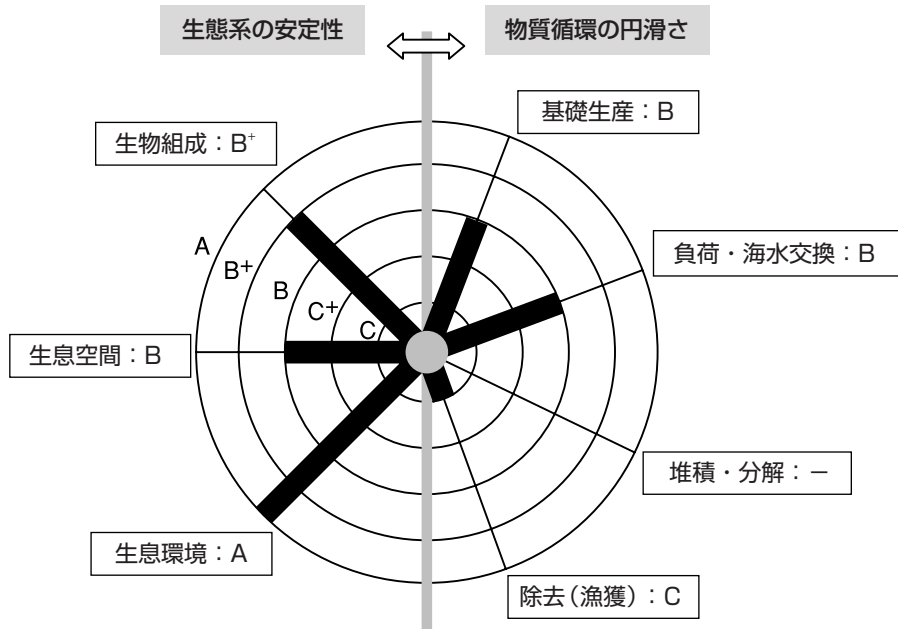 生態系の安定性
物質循環の円滑さ
基礎生産：B
生物組成：B⁺
負荷・海水交換：B
A
B+
B
C+
C
生息空間：B
堆積・分解：－
生息環境：A
除去（漁獲）：C